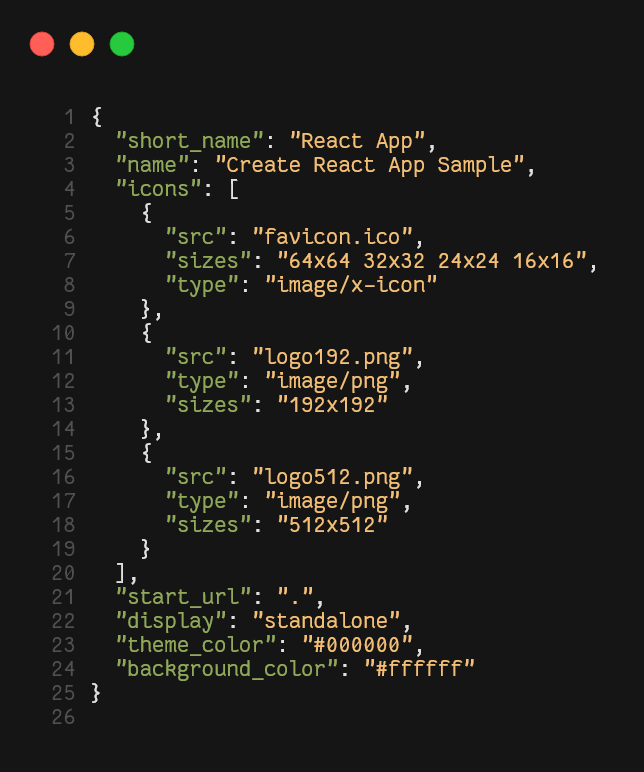 1 {
2   "short_name": "React App",
3   "name": "Create React App Sample",
4   "icons": [
5     {
6       "src": "favicon.ico",
7       "sizes": "64x64 32x32 24x24 16x16",
8       "type": "image/x-icon"
9     },
10     {
11       "src": "logo192.png",
12       "type": "image/png",
13       "sizes": "192x192"
14     },
15     {
16       "src": "logo512.png",
17       "type": "image/png",
18       "sizes": "512x512"
19     }
20   ],
21   "start_url": ".",
22   "display": "standalone",
23   "theme_color": "#000000",
24   "background_color": "#ffffff"
25 }
26